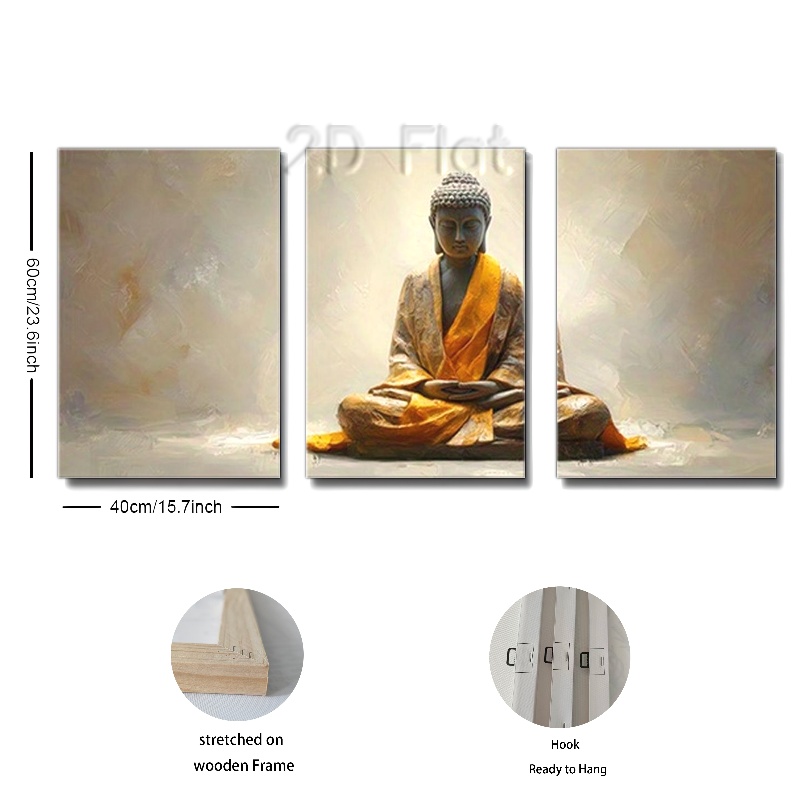 2D Flat
60cm/23.6inch
40cm/15.7inch
stretched on
wooden Frame
Hook
Ready to Hang